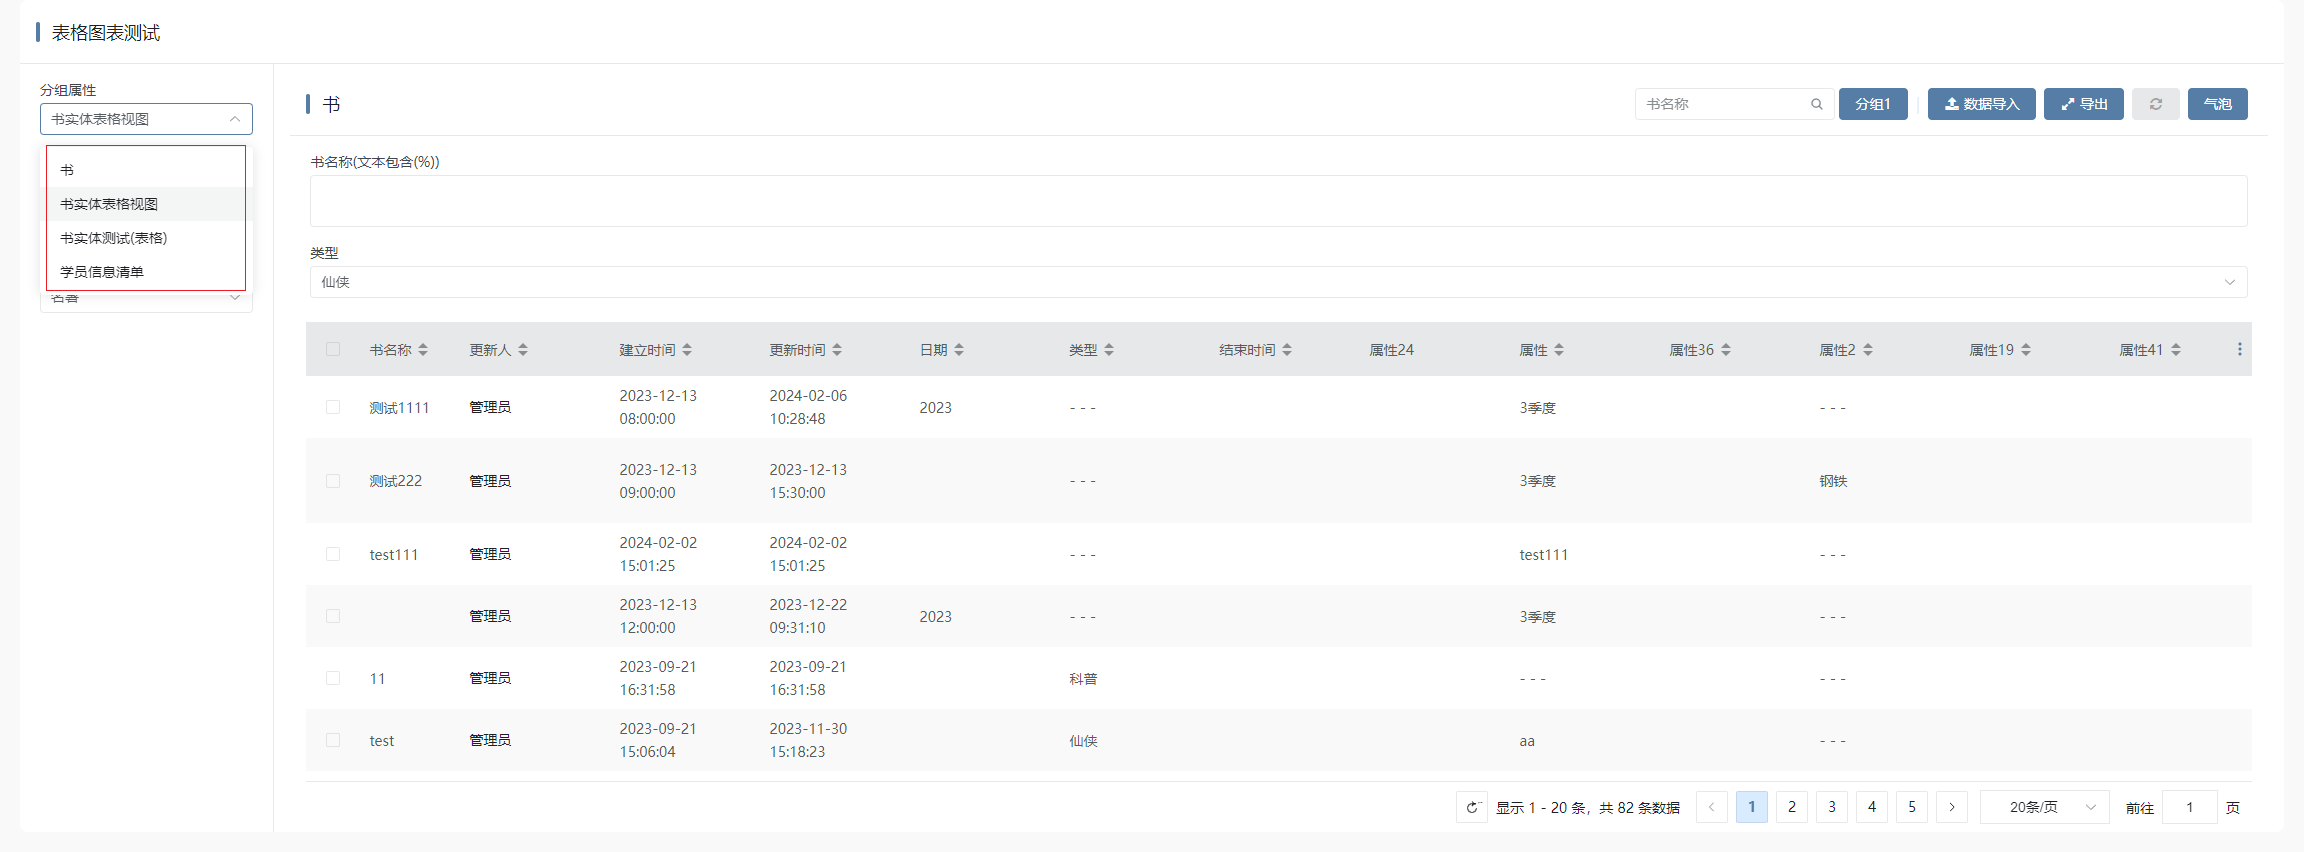 表格图表测试
分组属性
书实体表格视图
书
书实体表格视图
书实体测试(表格)
学员信息清单
书
书名称
分组1
数据导入
导出
气泡
书名称(文本包含(%))
类型
仙侠
书名称 更新人 建立时间 更新时间 日期 类型 结束时间 属性24 属性 属性36 属性2 属性19 属性41
测试1111 管理员 2023-12-13 08:00:00 2024-02-06 10:28:48 2023 - - - 3季度 - - -
测试222 管理员 2023-12-13 09:00:00 2023-12-13 15:30:00 - - - 3季度 钢铁
test111 管理员 2024-02-02 15:01:25 2024-02-02 15:01:25 - - - test111 - - -
管理员 2023-12-13 12:00:00 2023-12-22 09:31:10 2023 - - - 3季度 - - -
11 管理员 2023-09-21 16:31:58 2023-09-21 16:31:58 科普 - - - - - -
test 管理员 2023-09-21 15:06:04 2023-11-30 15:18:23 仙侠 aa - - -
显示 1 - 20 条，共 82 条数据 1 2 3 4 5 20条/页 前往 1 页